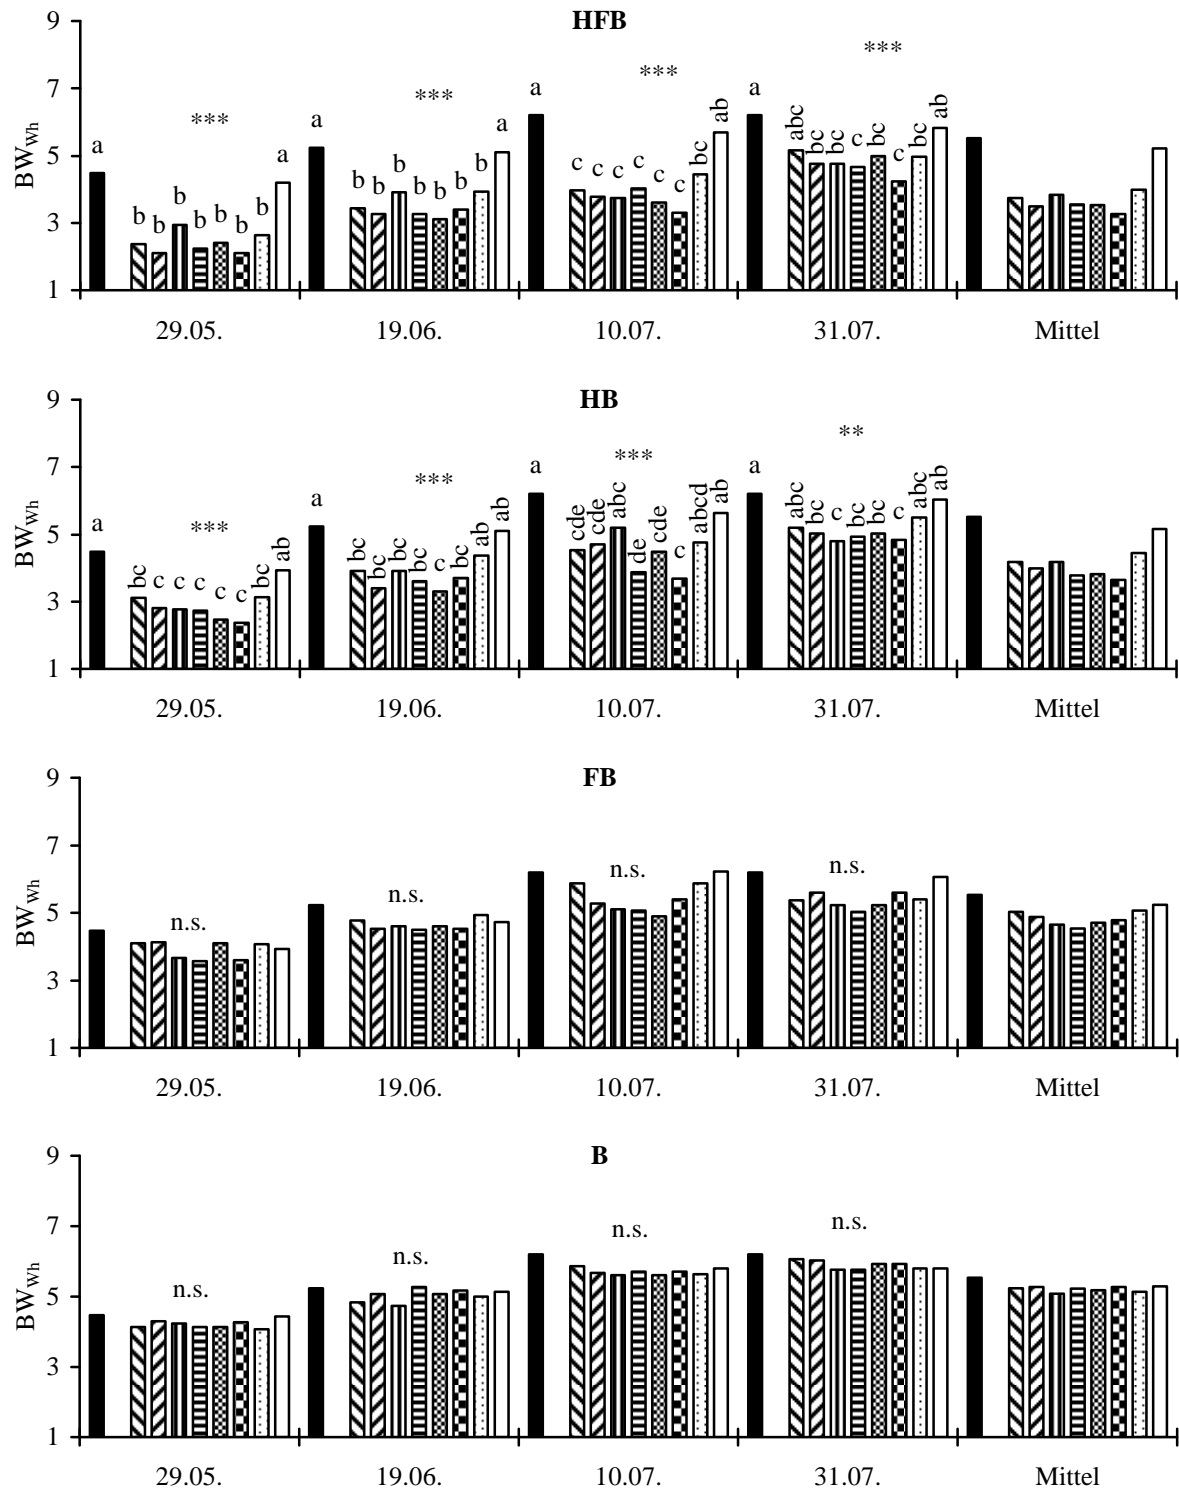 HFB
BW_Wh
9
7
5
3
1
a b b b b b b b b a
***
a b b b b b b b b a
***
a c c c c c c bc ab
***
a abc bc bc c bc c bc ab
***
29.05. 19.06. 10.07. 31.07. Mittel
HB
BW_Wh
9
7
5
3
1
a bc c c c c c bc ab
***
a bc bc bc bc c bc ab ab
***
a cde cde abc de cde c abcd ab
***
a abc bc c bc bc c abc ab
**
29.05. 19.06. 10.07. 31.07. Mittel
FB
BW_Wh
9
7
5
3
1
n.s. n.s. n.s. n.s.
29.05. 19.06. 10.07. 31.07. Mittel
B
BW_Wh
9
7
5
3
1
n.s. n.s. n.s. n.s.
29.05. 19.06. 10.07. 31.07. Mittel